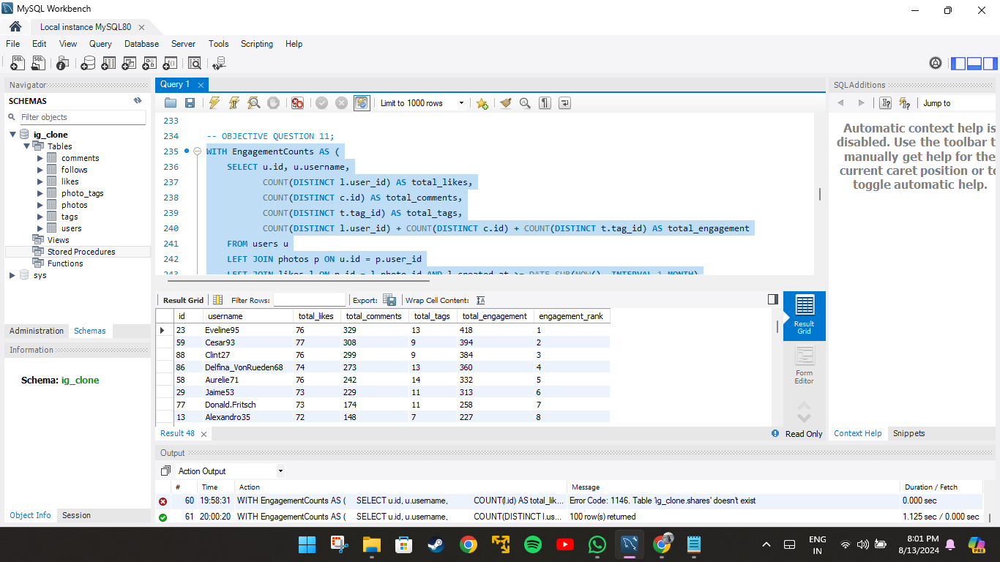 MySQL Workbench
Local instance MySQL80
File Edit View Query Database Server Tools Scripting Help
Navigator
SCHEMAS
Filter objects
ig_clone
Tables
comments
follows
likes
photo_tags
photos
tags
users
Views
Stored Procedures
Functions
sys
Administration Schemas
Information
Schema: ig_clone
Object Info Session
Query 1
Limit to 1000 rows
233
234 -- OBJECTIVE QUESTION 11;
235 WITH EngagementCounts AS (
236 SELECT u.id, u.username,
237 COUNT(DISTINCT l.user_id) AS total_likes,
238 COUNT(DISTINCT c.id) AS total_comments,
239 COUNT(DISTINCT t.tag_id) AS total_tags,
240 COUNT(DISTINCT l.user_id) + COUNT(DISTINCT c.id) + COUNT(DISTINCT t.tag_id) AS total_engagement
241 FROM users u
242 LEFT JOIN photos p ON u.id = p.user_id
243 LEFT JOIN likes l ON p.id = l.photo_id AND l.created_at >= DATE_SUB(NOW(), INTERVAL 1 MONTH)
Result Grid Filter Rows: Export: Wrap Cell Content:
id username total_likes total_comments total_tags total_engagement engagement_rank
23 Eveline95 76 329 13 418 1
59 Cesar93 77 308 9 394 2
88 Clint27 76 299 9 384 3
86 Delfina_VonRueden68 74 273 13 360 4
58 Aurelie71 76 242 14 332 5
29 Jaime53 73 229 11 313 6
77 Donald.Fritsch 73 174 11 258 7
13 Alexandro35 72 148 7 227 8
Result Grid
Form Editor
Result 48
Read Only
SQLAdditions
Jump to
Automatic context help is
disabled. Use the toolbar t
manually get help for the
current caret position or to
toggle automatic help.
Context Help Snippets
Output
Action Output
# Time Action Message Duration / Fetch
60 19:58:31 WITH EngagementCounts AS ( SELECT u.id, u.username, COUNT(l.id) AS total_lik... Error Code: 1146. Table 'ig_clone.shares' doesn't exist 0.000 sec
61 20:00:20 WITH EngagementCounts AS ( SELECT u.id, u.username, COUNT(DISTINCT l.us... 100 row(s) returned 1.125 sec / 0.000 sec
ENG
IN
8:01 PM
8/13/2024
PRE